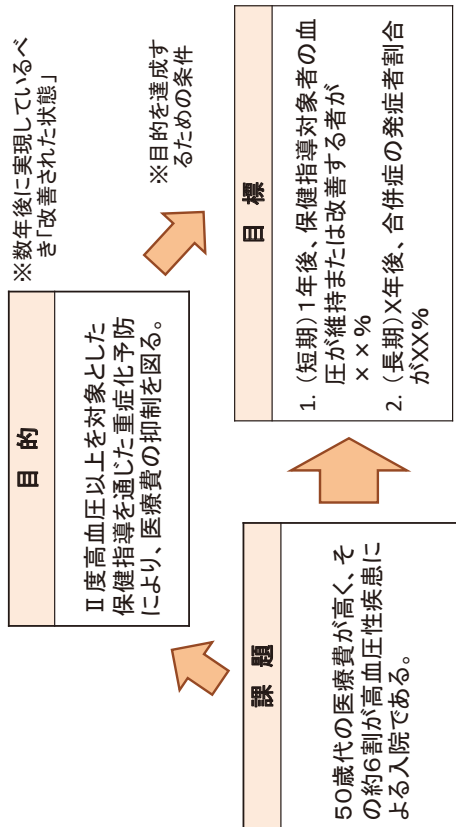 課 題
50歳代の医療費が高く、そ
の約6割が高血圧性疾患に
よる入院である。
目 的
Ⅱ度高血圧以上を対象とした
保健指導を通じた重症化予防
により、医療費の抑制を図る。
※数年後に実現しているべ
き「改善された状態」
※目的を達成す
るための条件
目 標
1. (短期)1年後、保健指導対象者の血
圧が維持または改善する者が
××%
2. (長期)X年後、合併症の発症者割合
がXX%